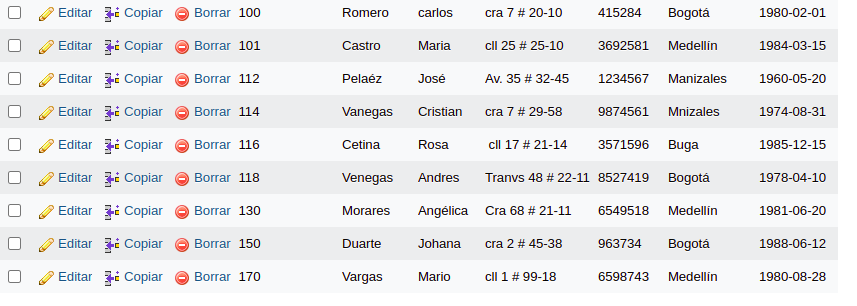 Editar Copiar Borrar 100 Romero carlos cra 7 # 20-10 415284 Bogotá 1980-02-01
Editar Copiar Borrar 101 Castro Maria cll 25 # 25-10 3692581 Medellín 1984-03-15
Editar Copiar Borrar 112 Pelaéz José Av. 35 # 32-45 1234567 Manizales 1960-05-20
Editar Copiar Borrar 114 Vanegas Cristian cra 7 # 29-58 9874561 Mnizales 1974-08-31
Editar Copiar Borrar 116 Cetina Rosa cll 17 # 21-14 3571596 Buga 1985-12-15
Editar Copiar Borrar 118 Venegas Andres Tranvs 48 # 22-11 8527419 Bogotá 1978-04-10
Editar Copiar Borrar 130 Morares Angélica Cra 68 # 21-11 6549518 Medellín 1981-06-20
Editar Copiar Borrar 150 Duarte Johana cra 2 # 45-38 963734 Bogotá 1988-06-12
Editar Copiar Borrar 170 Vargas Mario cll 1 # 99-18 6598743 Medellín 1980-08-28